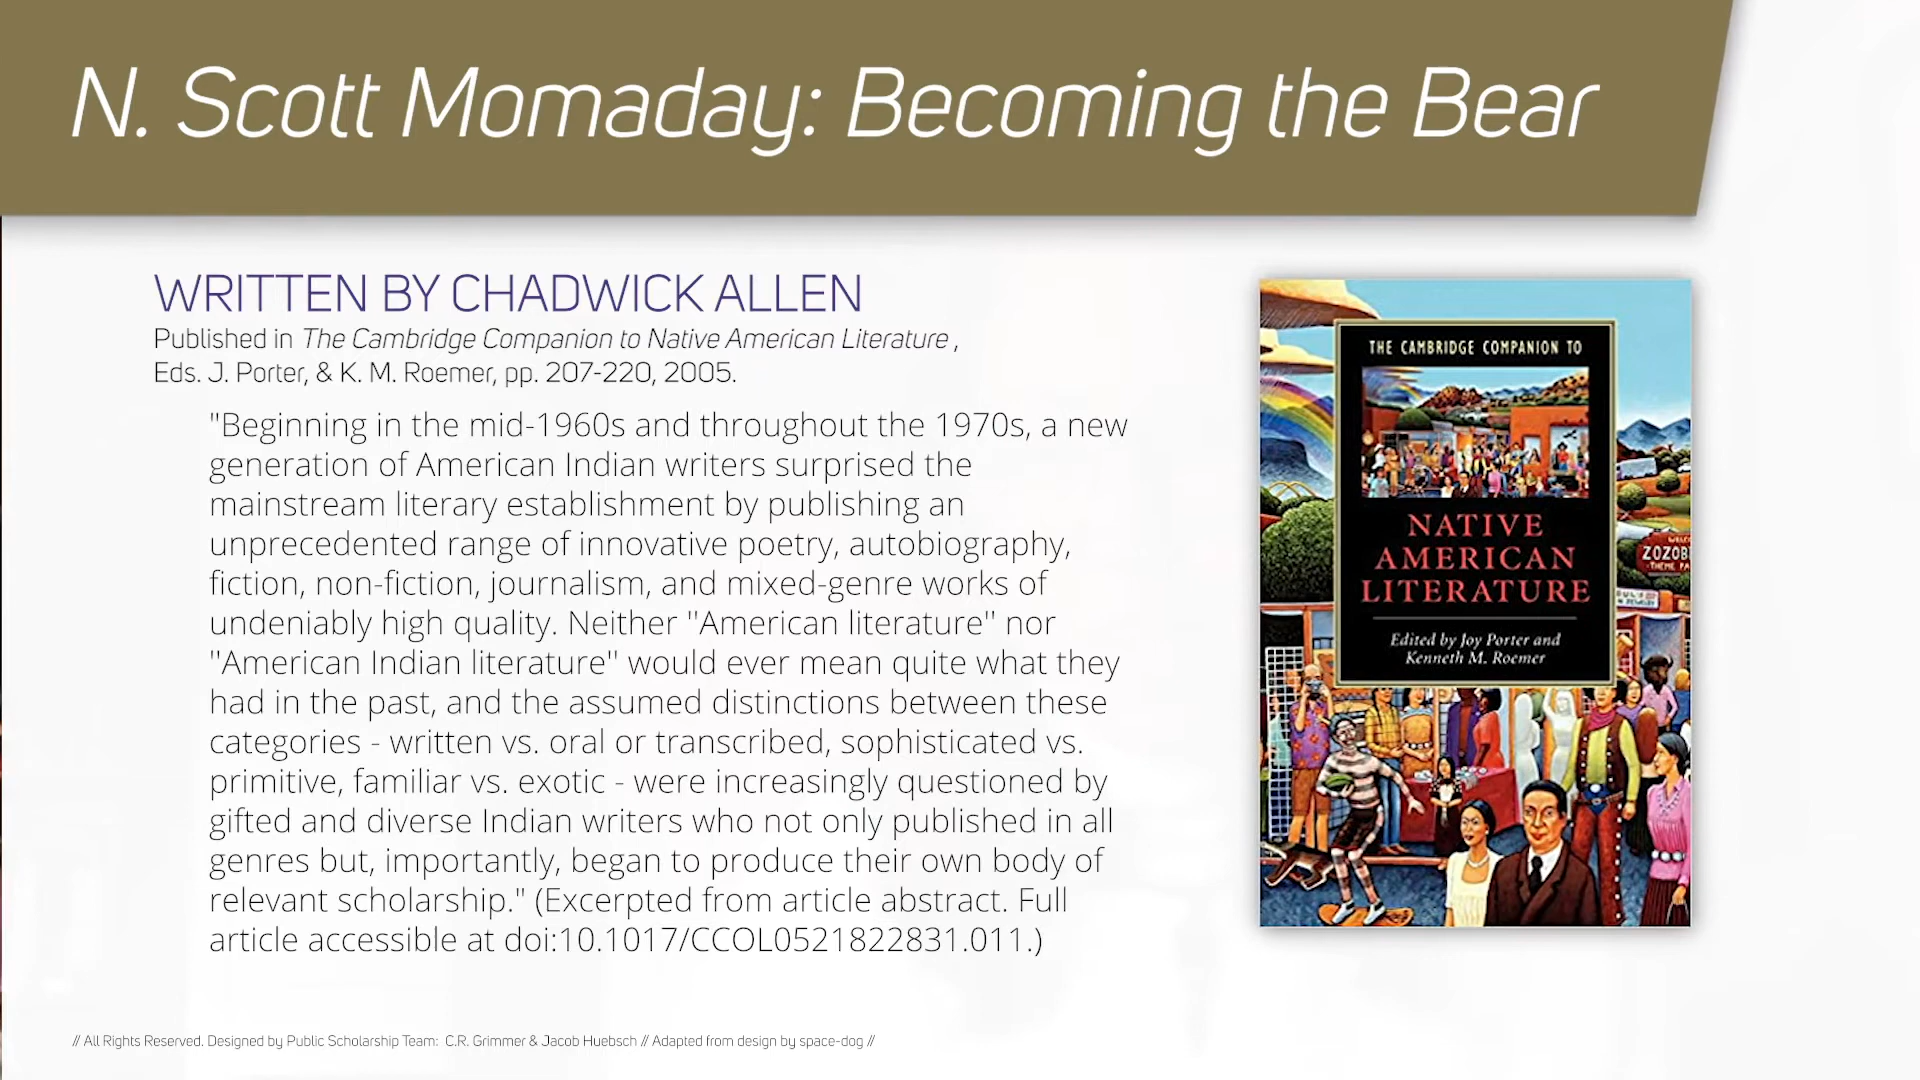 N. Scott Momaday: Becoming the Bear
WRITTEN BY CHADWICK ALLEN
Published in The Cambridge Companion to Native American Literature ,
Eds. J. Porter, & K. M. Roemer, pp. 207-220, 2005.
"Beginning in the mid-1960s and throughout the 1970s, a new
generation of American Indian writers surprised the
mainstream literary establishment by publishing an
unprecedented range of innovative poetry, autobiography,
fiction, non-fiction, journalism, and mixed-genre works of
undeniably high quality. Neither "American literature" nor
"American Indian literature" would ever mean quite what they
had in the past, and the assumed distinctions between these
categories - written vs. oral or transcribed, sophisticated vs.
primitive, familiar vs. exotic - were increasingly questioned by
gifted and diverse Indian writers who not only published in all
genres but, importantly, began to produce their own body of
relevant scholarship." (Excerpted from article abstract. Full
article accessible at doi:10.1017/CCOL0521822831.011.)
THE CAMBRIDGE COMPANION TO
NATIVE
AMERICAN
LITERATURE
Edited by Joy Porter and
Kenneth M. Roemer
ZOZOB
THEME PA
// All Rights Reserved. Designed by Public Scholarship Team: C.R. Grimmer & Jacob Huebsch // Adapted from design by space-dog //